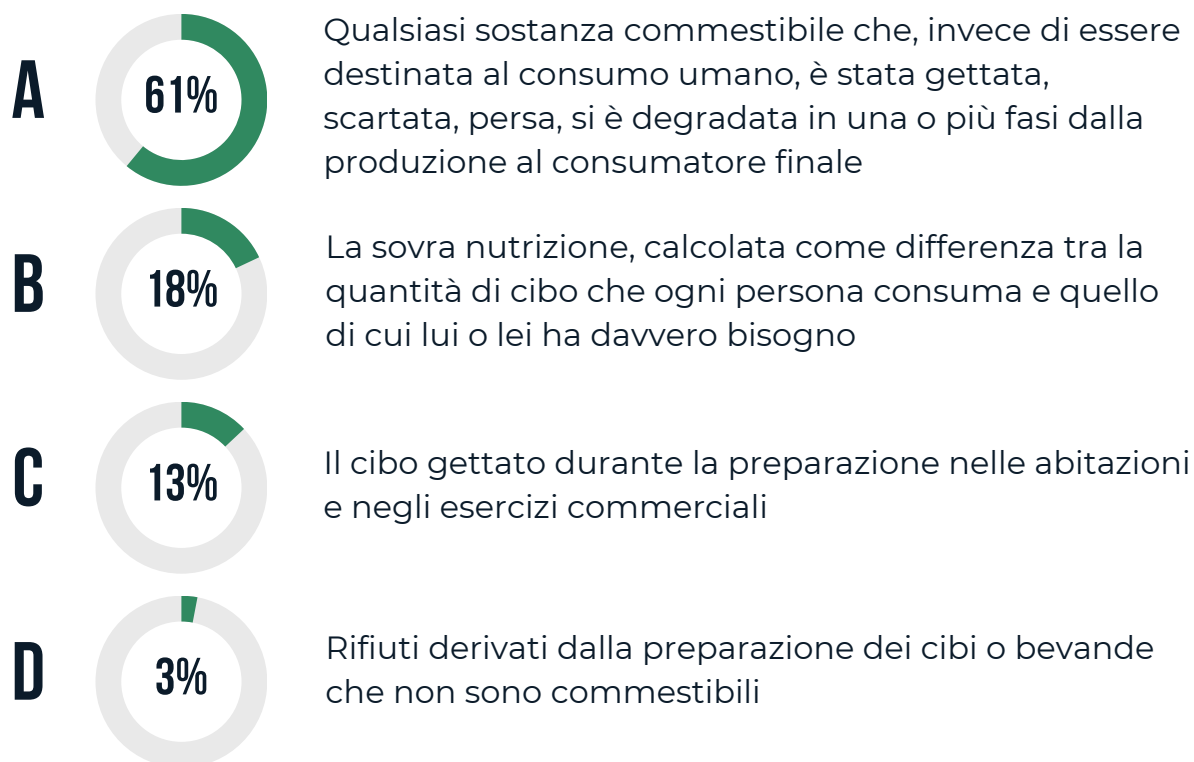 A
61%
Qualsiasi sostanza commestibile che, invece di essere
destinata al consumo umano, è stata gettata,
scartata, persa, si è degradata in una o più fasi dalla
produzione al consumatore finale
B
18%
La sovra nutrizione, calcolata come differenza tra la
quantità di cibo che ogni persona consuma e quello
di cui lui o lei ha davvero bisogno
C
13%
Il cibo gettato durante la preparazione nelle abitazioni
e negli esercizi commerciali
D
3%
Rifiuti derivati dalla preparazione dei cibi o bevande
che non sono commestibili